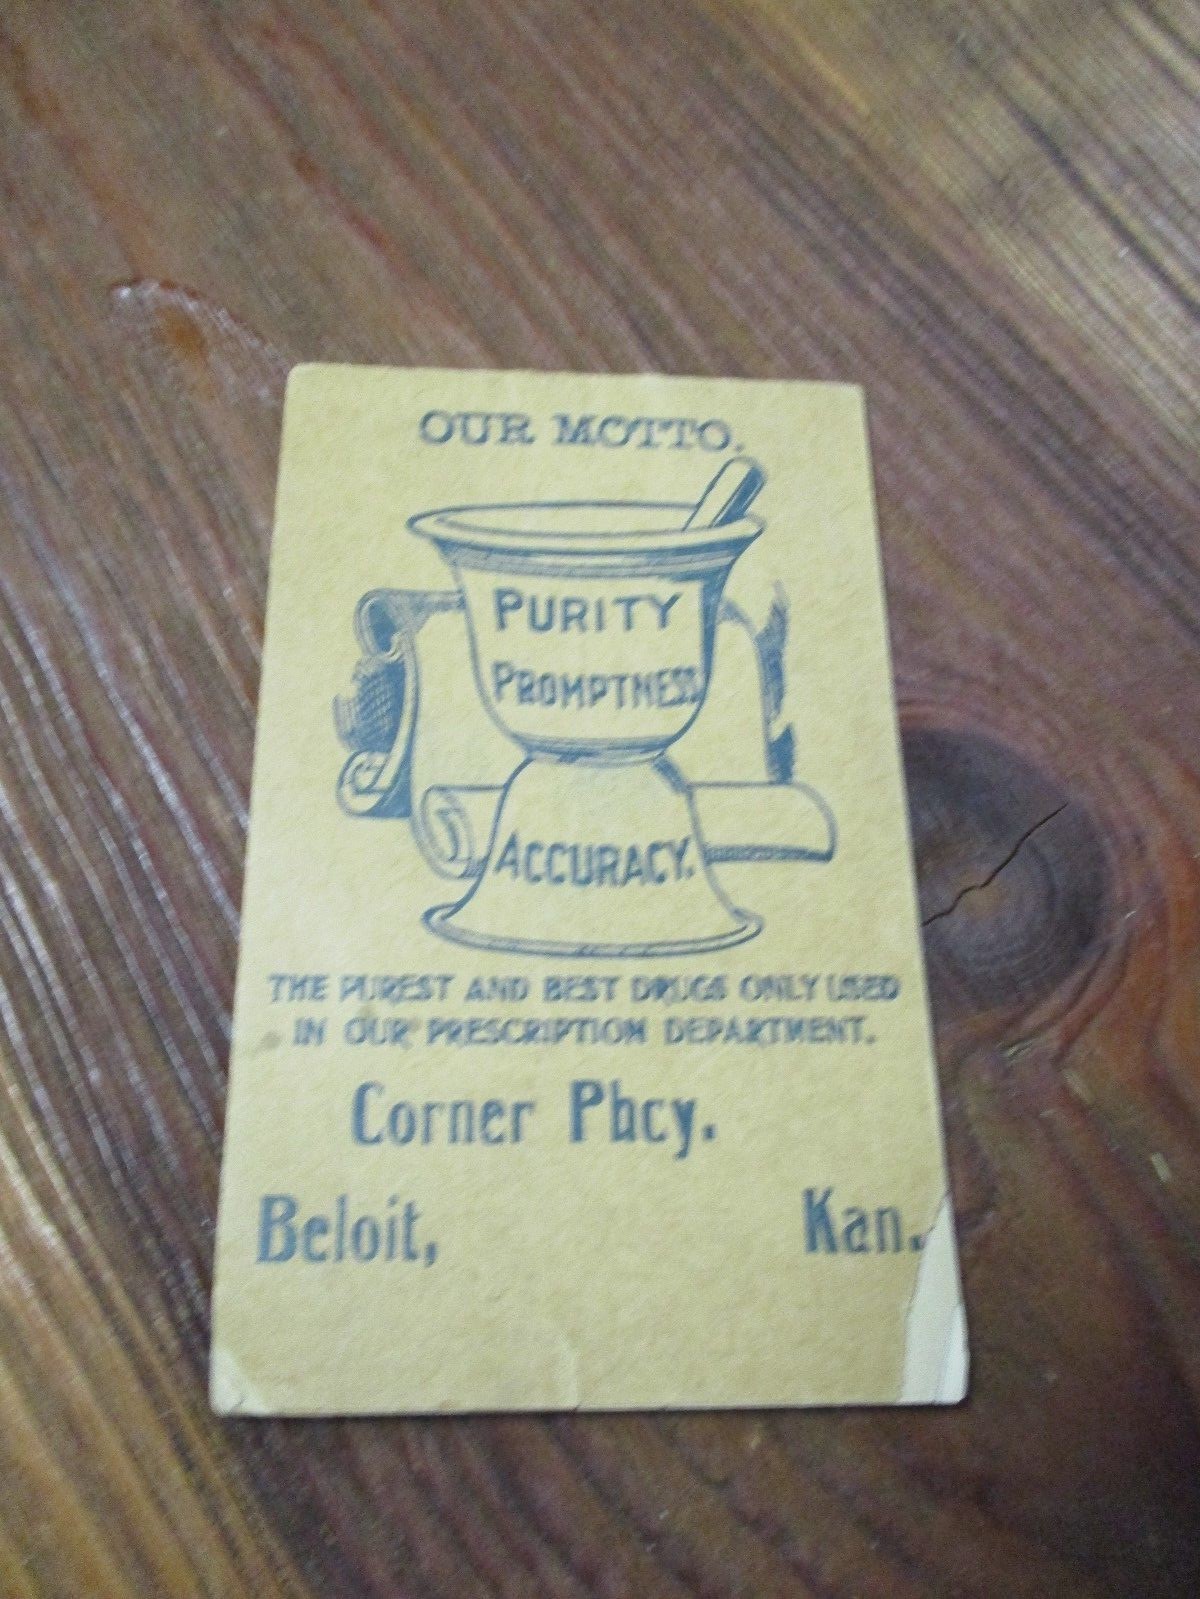 OUR MOTTO.
PURITY
PROMPTNESS
ACCURACY.
THE PUREST AND BEST DRUGS ONLY USED
IN OUR PRESCRIPTION DEPARTMENT.
Corner Phcy.
Beloit, Kan.